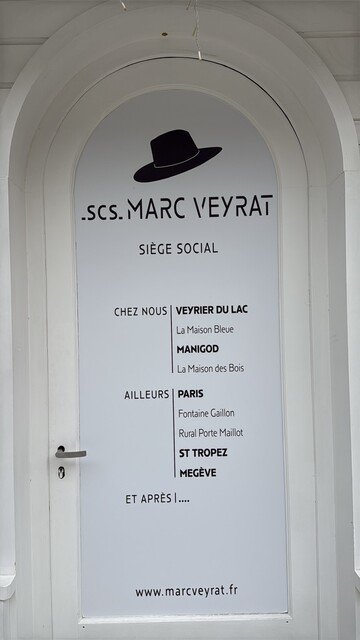 .SCS. MARC VEYRAT
SIÈGE SOCIAL
CHEZ NOUS VEYRIER DU LAC
La Maison Bleue
MANIGOD
La Maison des Bois
AILLEURS PARIS
Fontaine Gaillon
Rural Porte Maillot
ST TROPEZ
MEGÈVE
ET APRÈS ....
www.marcveyrat.fr